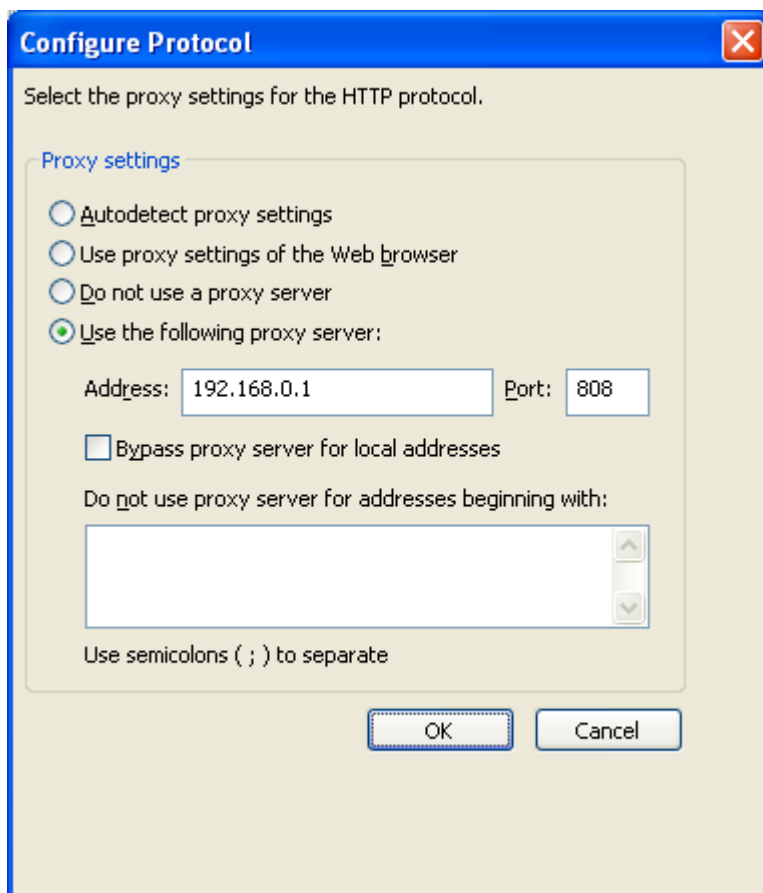 Configure Protocol
Select the proxy settings for the HTTP protocol.
Proxy settings
Autodetect proxy settings
Use proxy settings of the Web browser
Do not use a proxy server
Use the following proxy server:
Address: 192.168.0.1 Port: 808
Bypass proxy server for local addresses
Do not use proxy server for addresses beginning with:
Use semicolons ( ; ) to separate
OK Cancel